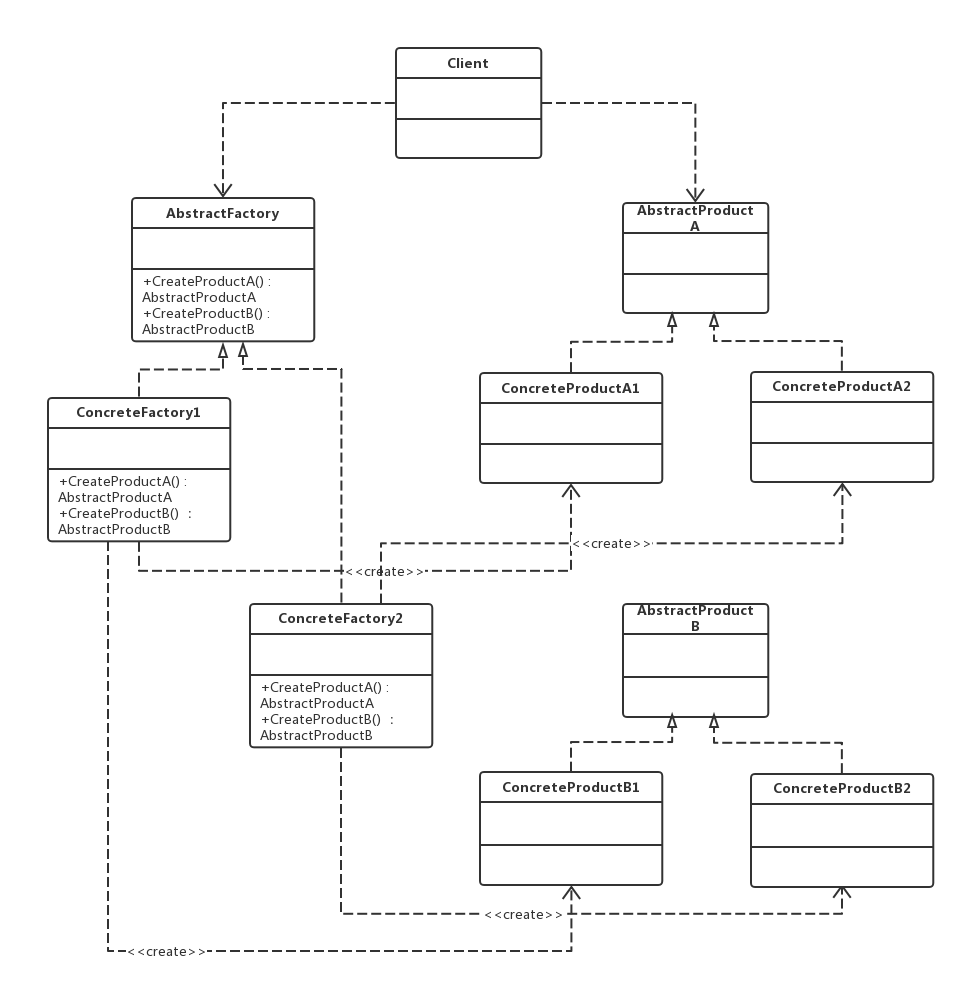 Client
AbstractFactory
+CreateProductA() :
AbstractProductA
+CreateProductB() :
AbstractProductB
AbstractProduct
A
ConcreteFactory1
+CreateProductA() :
AbstractProductA
+CreateProductB()  :
AbstractProductB
ConcreteProductA1
ConcreteProductA2
<<create>>
<<create>>
ConcreteFactory2
+CreateProductA() :
AbstractProductA
+CreateProductB()  :
AbstractProductB
AbstractProduct
B
ConcreteProductB1
ConcreteProductB2
<<create>>
<<create>>